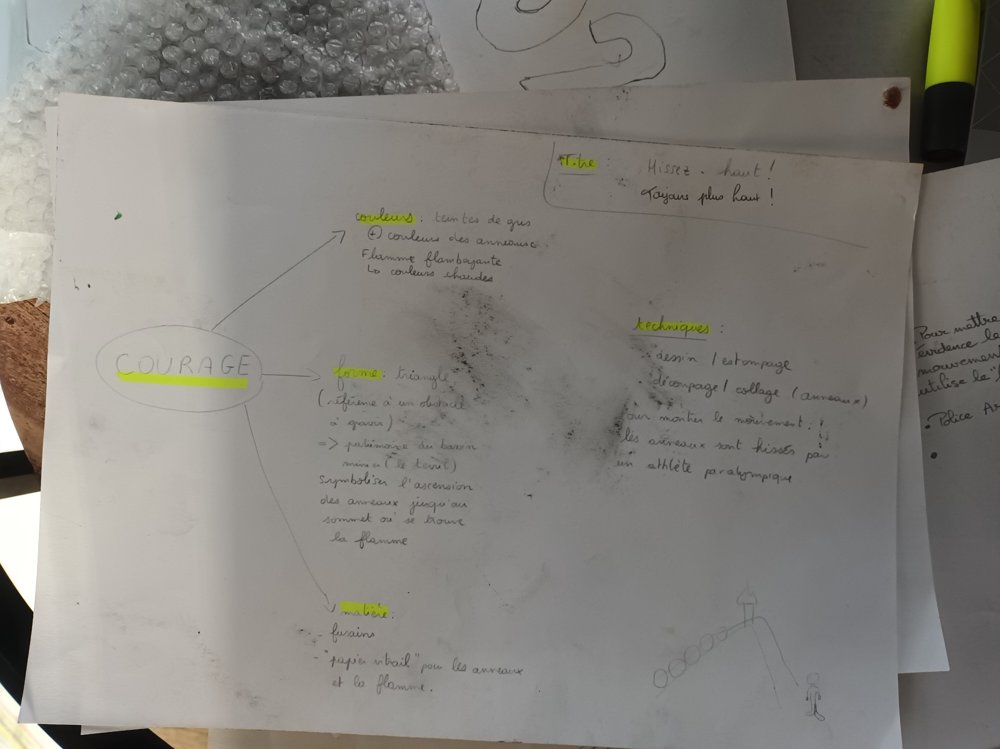 Titre : Hissez - haut !
Toujours plus haut !
couleurs : teintes de gris
+ couleurs des anneaux
Flamme flamboyante
↳ couleurs chaudes
COURAGE
forme : triangle
(référence à un obstacle
à gravir)
=> patrimoine du bassin
minier (le terril)
symboliser l'ascension
des anneaux jusqu'au
sommet où se trouve
la flamme
matière :
- fusains
- "papier vitrail" pour les anneaux
et la flamme.
techniques :
. dessin / estompage
. découpage / collage (anneaux)
our montrer le mouvement :
les anneaux sont hissés par
un athlète paralympique
Pour mettre
évidence le
mouvement
utilise le "
• Police Ar